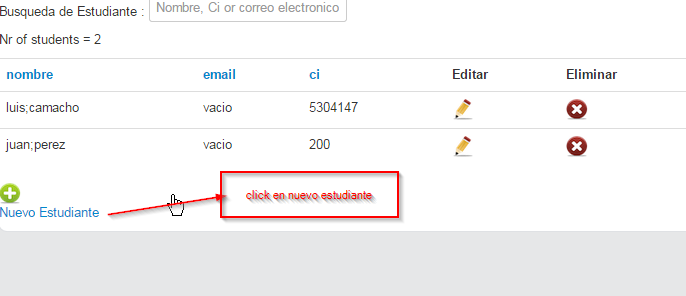 Busqueda de Estudiante : Nombre, Ci or correo electronico
Nr of students = 2
nombre email ci Editar Eliminar
luis;camacho vacio 5304147
juan;perez vacio 200
click en nuevo estudiante
Nuevo Estudiante